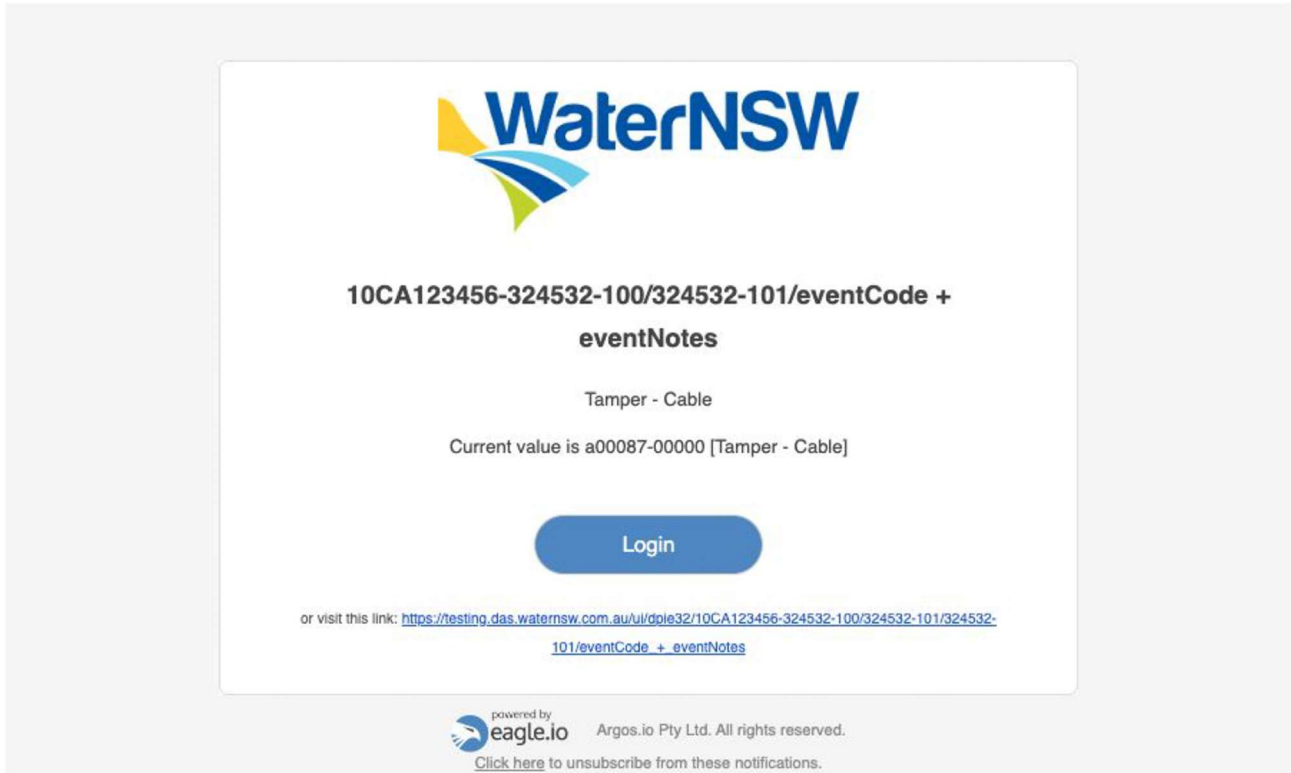 WaterNSW
10CA123456-324532-100/324532-101/eventCode +
eventNotes
Tamper - Cable
Current value is a00087-00000 [Tamper - Cable]
Login
or visit this link: https://testing.das.waternsw.com.au/ui/dpie32/10CA123456-324532-100/324532-101/324532-
101/eventCode_+_eventNotes
powered by
eagle.io Argos.io Pty Ltd. All rights reserved.
Click here to unsubscribe from these notifications.